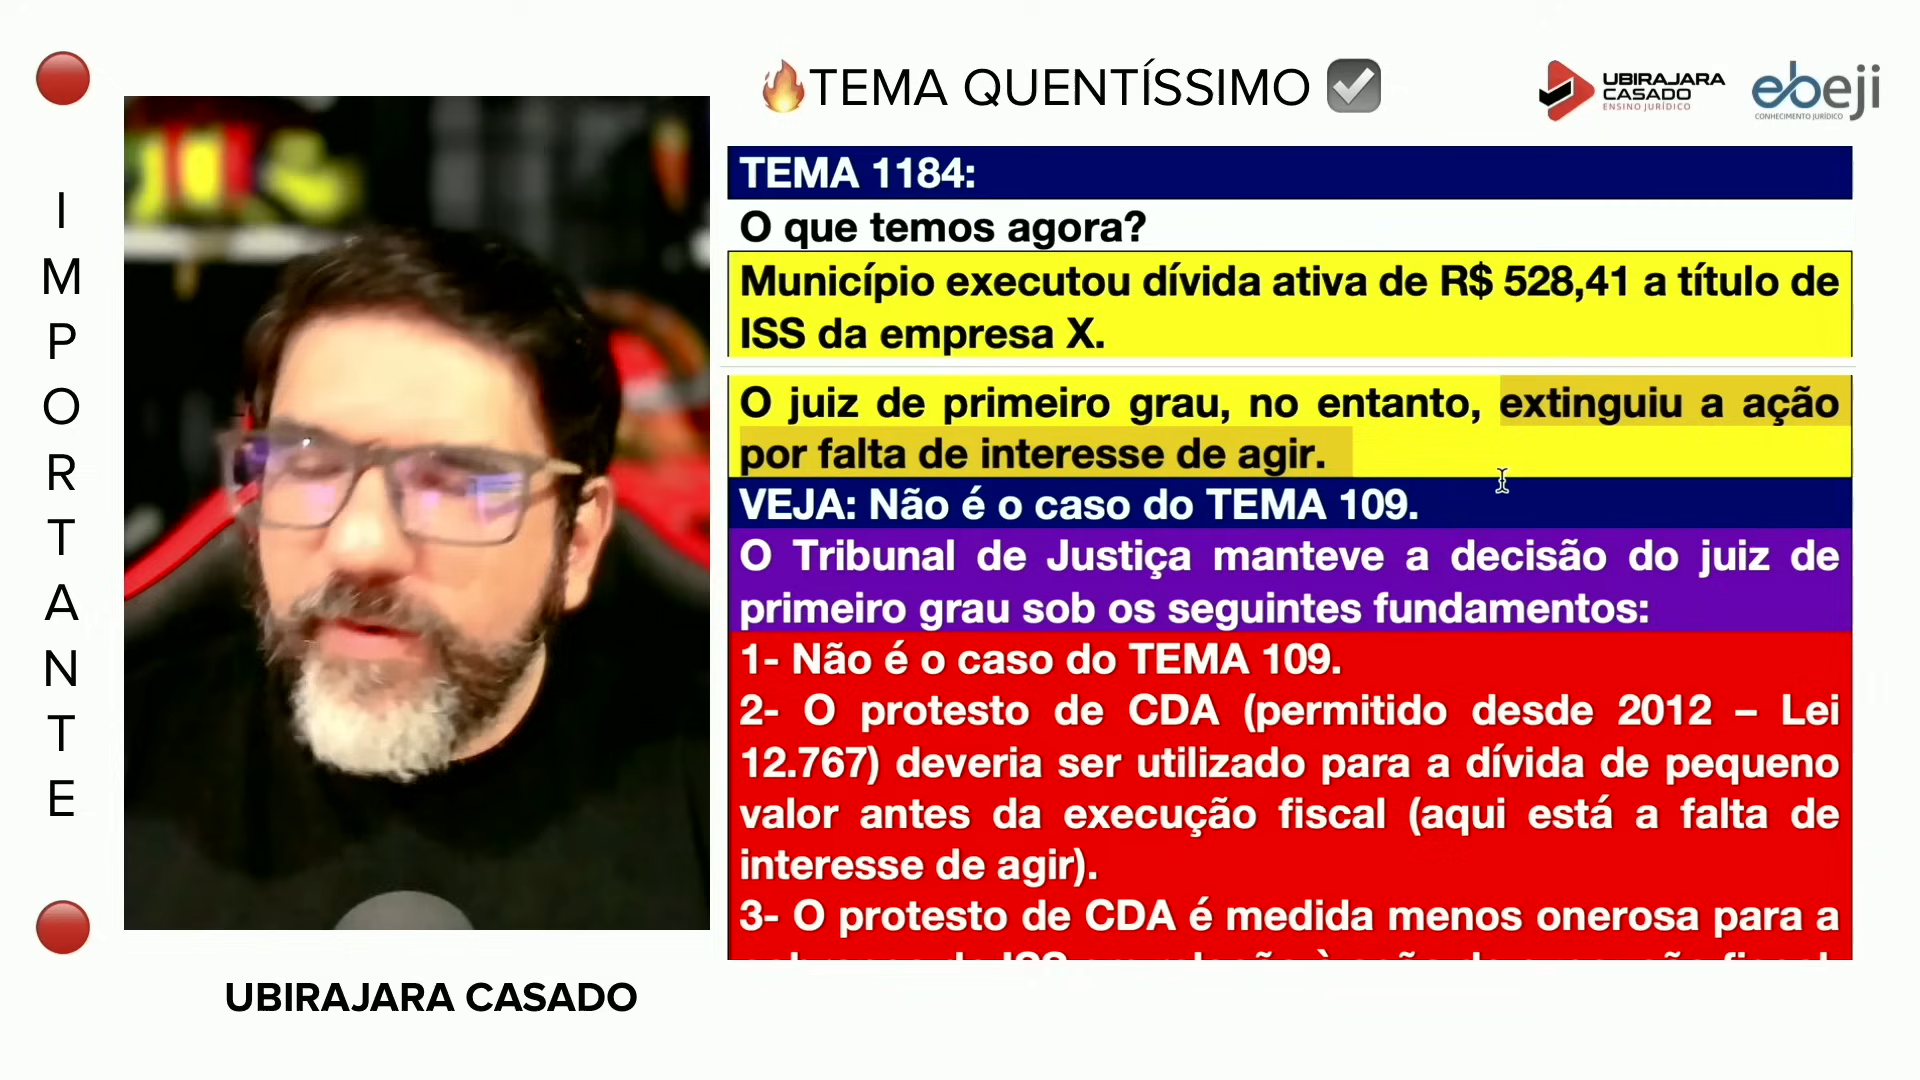 TEMA QUENTÍSSIMO
UBIRAJARA
CASADO
ENSINO JURÍDICO
ebeji
CONHECIMENTO JURÍDICO
IMPORTANTE
TEMA 1184:
O que temos agora?
Município executou dívida ativa de R$ 528,41 a título de
ISS da empresa X.
O juiz de primeiro grau, no entanto, extinguiu a ação
por falta de interesse de agir.
VEJA: Não é o caso do TEMA 109.
O Tribunal de Justiça manteve a decisão do juiz de
primeiro grau sob os seguintes fundamentos:
1- Não é o caso do TEMA 109.
2- O protesto de CDA (permitido desde 2012 – Lei
12.767) deveria ser utilizado para a dívida de pequeno
valor antes da execução fiscal (aqui está a falta de
interesse de agir).
3- O protesto de CDA é medida menos onerosa para a
UBIRAJARA CASADO